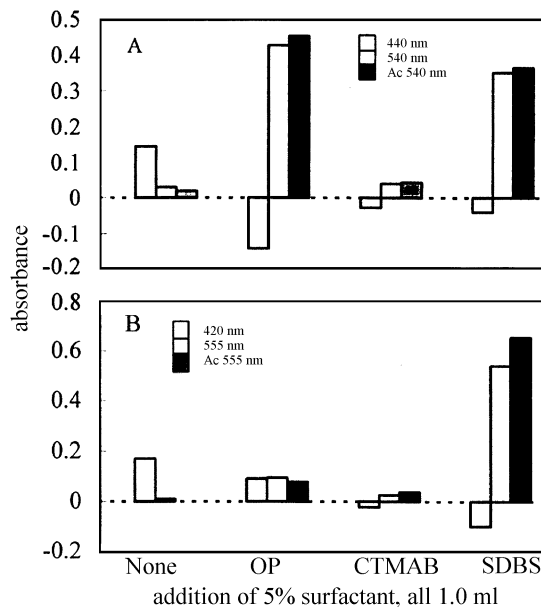 A
440 nm
540 nm
Ac 540 nm
0.5
0.4
0.3
0.2
0.1
0
-0.1
-0.2
absorbance
B
420 nm
555 nm
Ac 555 nm
0.8
0.6
0.4
0.2
0
-0.2
None OP CTMAB SDBS
addition of 5% surfactant, all 1.0 ml